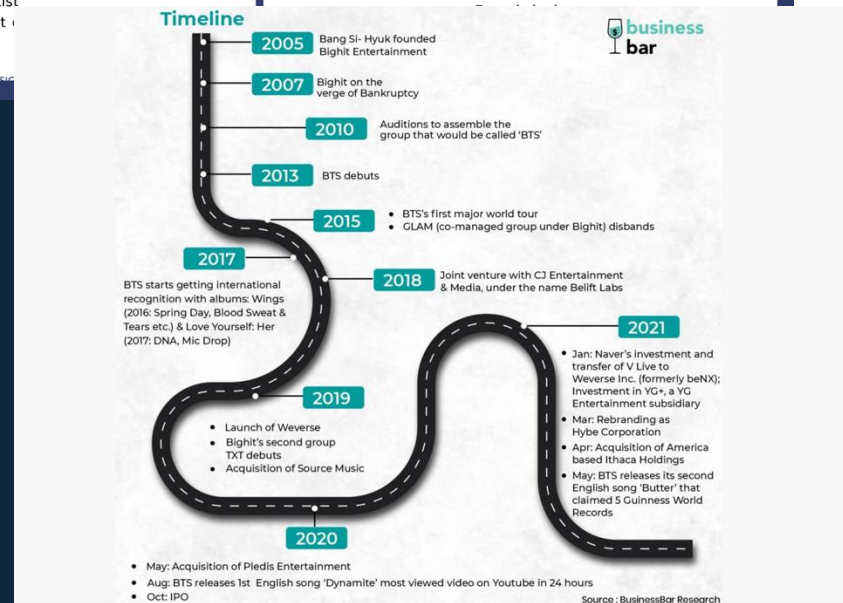 Timeline
business
bar
2005
Bang Si- Hyuk founded
Bighit Entertainment
2007
Bighit on the
verge of Bankruptcy
2010
Auditions to assemble the
group that would be called ‘BTS’
2013
BTS debuts
2015
• BTS’s first major world tour
• GLAM (co-managed group under Bighit) disbands
2017
BTS starts getting international
recognition with albums: Wings
(2016: Spring Day, Blood Sweat &
Tears etc.) & Love Yourself: Her
(2017: DNA, Mic Drop)
2018
Joint venture with CJ Entertainment
& Media, under the name Belift Labs
2019
• Launch of Weverse
• Bighit’s second group
TXT debuts
• Acquisition of Source Music
2020
• May: Acquisition of Pledis Entertainment
• Aug: BTS releases 1st English song ‘Dynamite’ most viewed video on Youtube in 24 hours
• Oct: IPO
2021
• Jan: Naver’s investment and
transfer of V Live to
Weverse Inc. (formerly beNX);
Investment in YG+, a YG
Entertainment subsidiary
• Mar: Rebranding as
Hybe Corporation
• Apr: Acquisition of America
based Ithaca Holdings
• May: BTS releases its second
English song ‘Butter’ that
claimed 5 Guinness World
Records
Source : BusinessBar Research